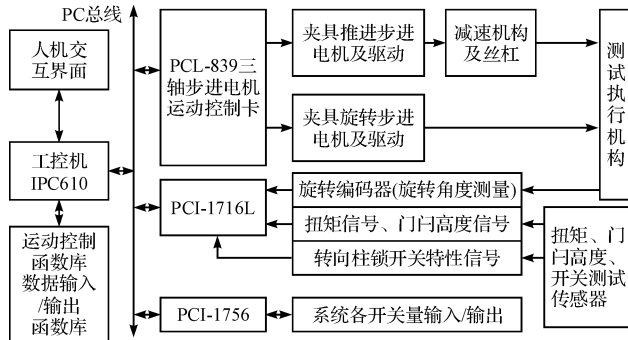 PC总线
人机交
互界面
工控机
IPC610
运动控制
函数库
数据输入
/输出
函数库
PCL-839三
轴步进电机
运动控制卡
PCI-1716L
PCI-1756
夹具推进步进
电机及驱动
减速机构
及丝杠
夹具旋转步进
电机及驱动
旋转编码器(旋转角度测量)
扭矩信号、门闩高度信号
转向柱锁开关特性信号
系统各开关量输入/输出
测
试
执
行
机
构
扭矩、门
闩高度、
开关测试
传感器